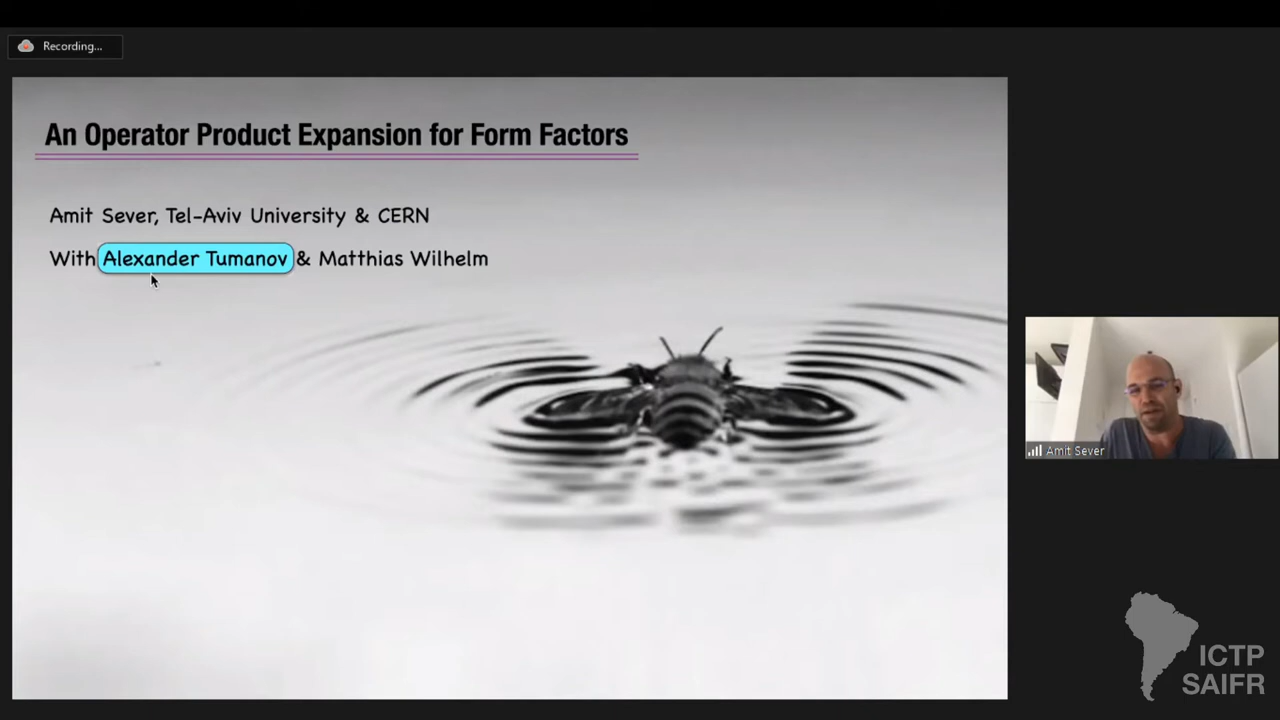 Recording...
An Operator Product Expansion for Form Factors
Amit Sever, Tel-Aviv University & CERN
With Alexander Tumanov & Matthias Wilhelm
Amit Sever
ICTP
SAIFR